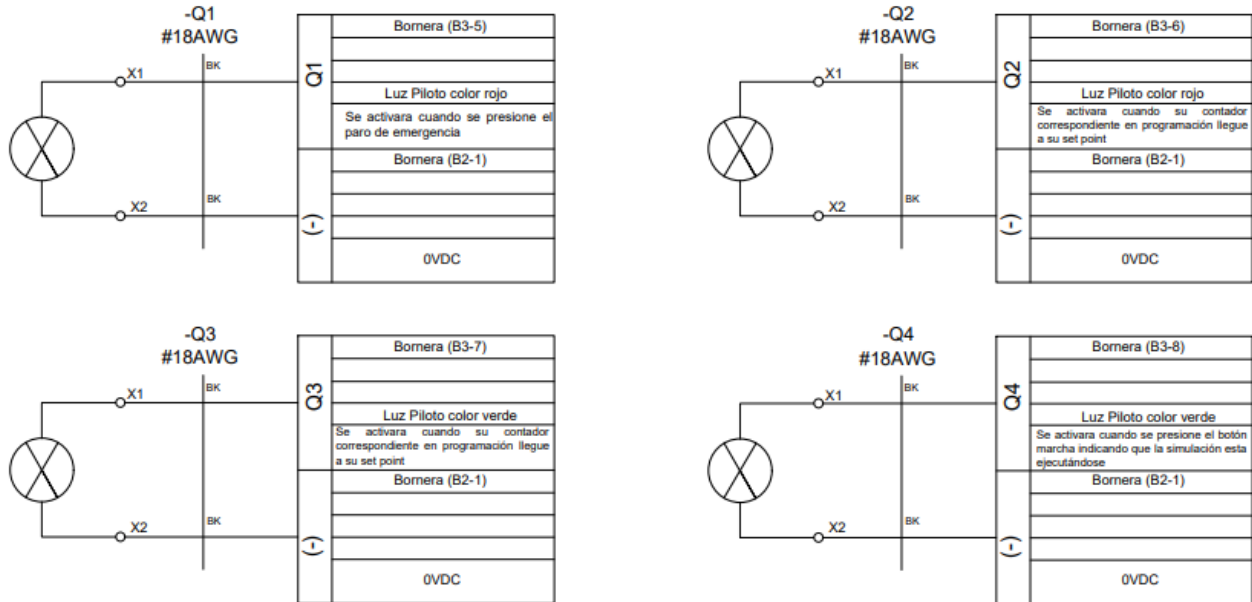 -Q1
#18AWG
X1
BK
Q1
Bornera (B3-5)
Luz Piloto color rojo
Se activara cuando se presione el
paro de emergencia
Bornera (B2-1)
X2
BK
(-)
0VDC
-Q2
#18AWG
X1
BK
Q2
Bornera (B3-6)
Luz Piloto color rojo
Se activara cuando su contador
correspondiente en programación llegue
a su set point
Bornera (B2-1)
X2
BK
(-)
0VDC
-Q3
#18AWG
X1
BK
Q3
Bornera (B3-7)
Luz Piloto color verde
Se activara cuando su contador
correspondiente en programación llegue
a su set point
Bornera (B2-1)
X2
BK
(-)
0VDC
-Q4
#18AWG
X1
BK
Q4
Bornera (B3-8)
Luz Piloto color verde
Se activara cuando se presione el botón
marcha indicando que la simulación esta
ejecutándose
Bornera (B2-1)
X2
BK
(-)
0VDC